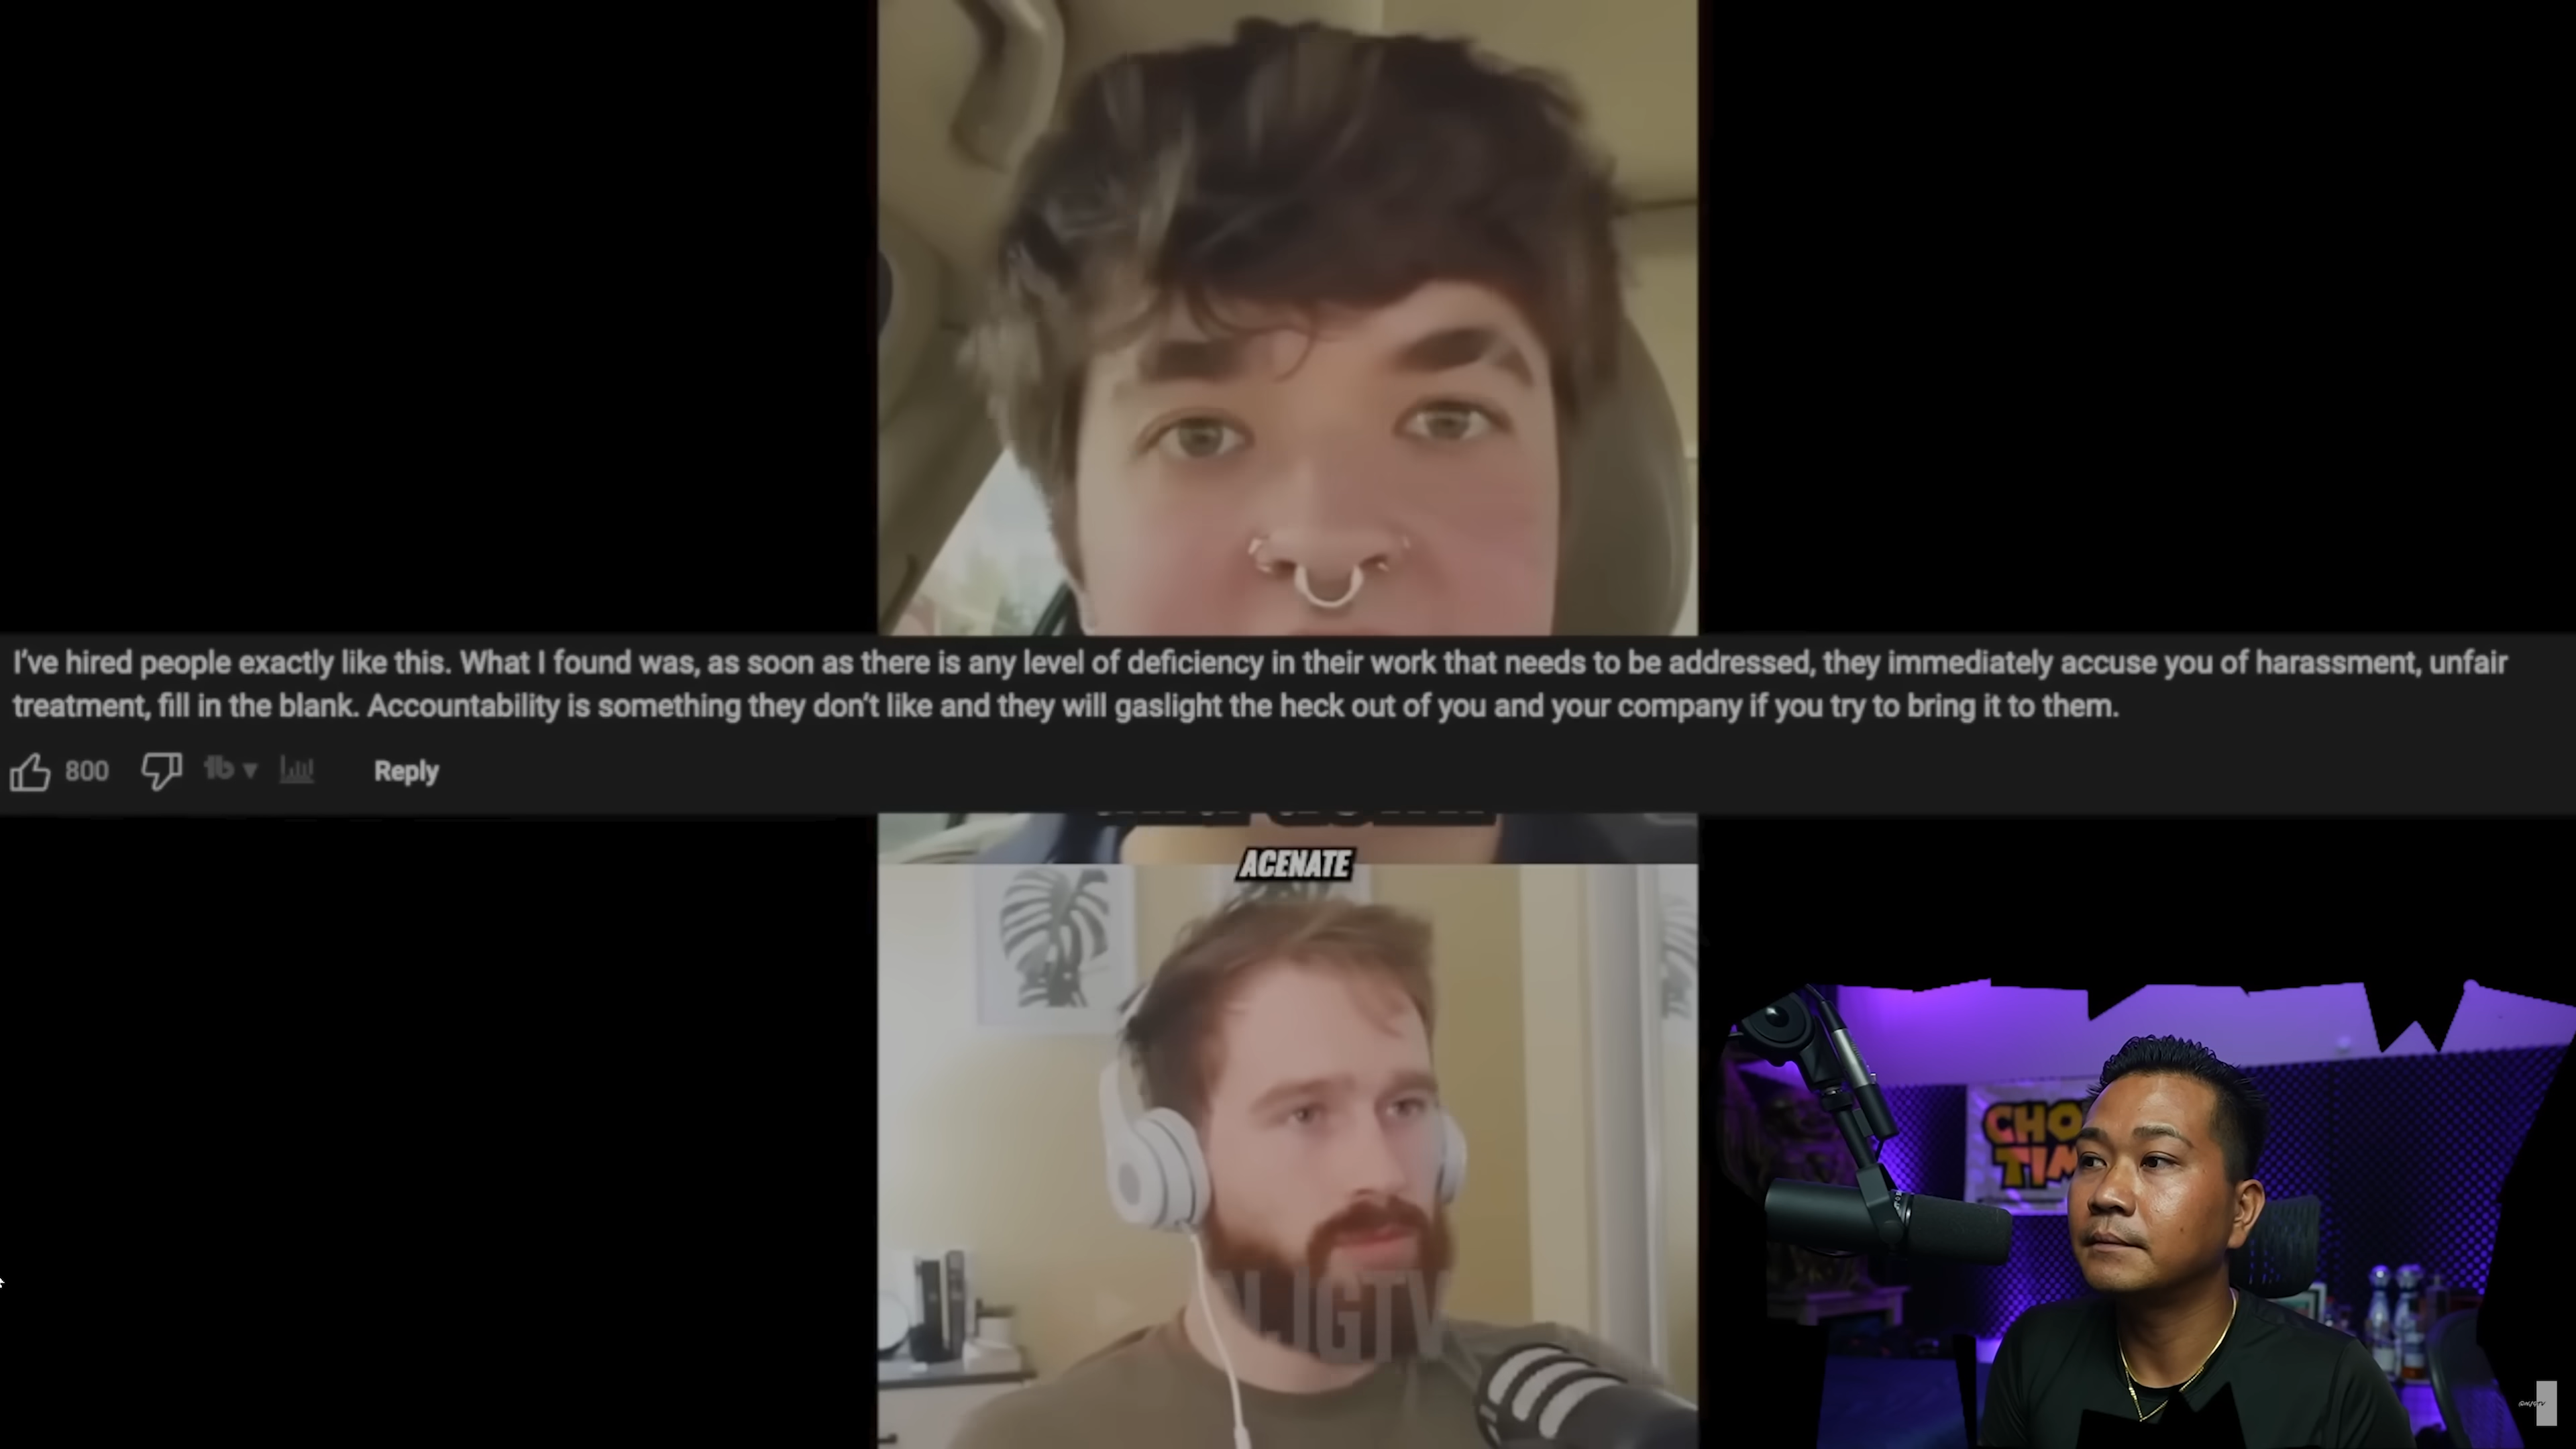 I've hired people exactly like this. What I found was, as soon as there is any level of deficiency in their work that needs to be addressed, they immediately accuse you of harassment, unfair
treatment, fill in the blank. Accountability is something they don't like and they will gaslight the heck out of you and your company if you try to bring it to them.
800
Reply
ACENATE
CHO
TIM
NJGTV